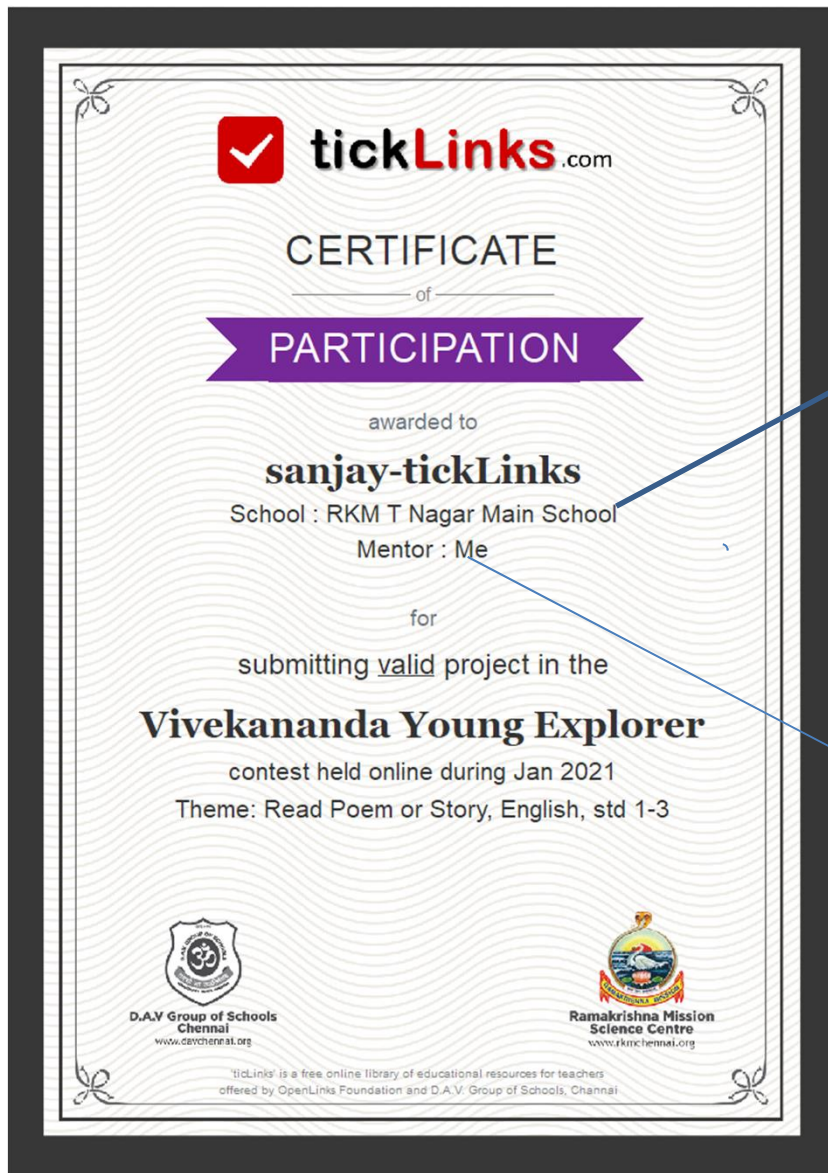 tickLinks.com
CERTIFICATE
of
PARTICIPATION
awarded to
sanjay-tickLinks
School : RKM T Nagar Main School
Mentor : Me
for
submitting valid project in the
Vivekananda Young Explorer
contest held online during Jan 2021
Theme: Read Poem or Story, English, std 1-3
D.A.V Group of Schools
Chennai
www.davchennai.org
RAMAKRISHNA MISSION
Ramakrishna Mission
Science Centre
www.rkmchennai.org
'ticLinks' is a free online library of educational resources for teachers
offered by OpenLinks Foundation and D.A.V. Group of Schools, Channai